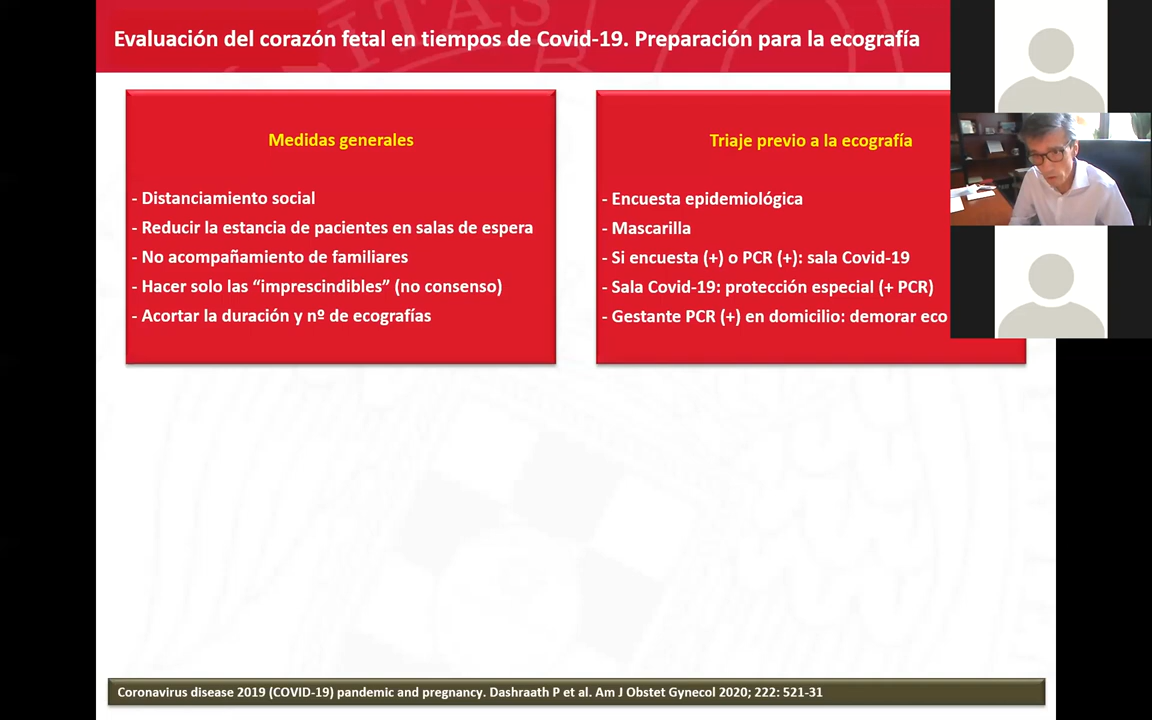 Evaluación del corazón fetal en tiempos de Covid-19. Preparación para la ecografía
Medidas generales
- Distanciamiento social
- Reducir la estancia de pacientes en salas de espera
- No acompañamiento de familiares
- Hacer solo las “imprescindibles” (no consenso)
- Acortar la duración y nº de ecografías
Triaje previo a la ecografía
- Encuesta epidemiológica
- Mascarilla
- Si encuesta (+) o PCR (+): sala Covid-19
- Sala Covid-19: protección especial (+ PCR)
- Gestante PCR (+) en domicilio: demorar eco
Coronavirus disease 2019 (COVID-19) pandemic and pregnancy. Dashraath P et al. Am J Obstet Gynecol 2020; 222: 521-31